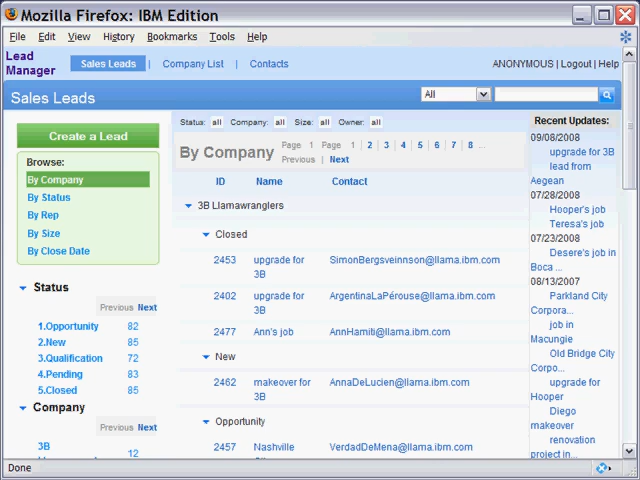 Mozilla Firefox: IBM Edition
File Edit View History Bookmarks Tools Help
Lead Manager
Sales Leads | Company List | Contacts
ANONYMOUS | Logout | Help
Sales Leads
All
Create a Lead
Browse:
By Company
By Status
By Rep
By Size
By Close Date
Status
Previous Next
1.Opportunity 82
2.New 85
3.Qualification 72
4.Pending 83
5.Closed 85
Company
Previous Next
3B
12
Status: all Company: all Size: all Owner: all
By Company
Page 1 Page 1 | 2 | 3 | 4 | 5 | 6 | 7 | 8 ...
Previous | Next
ID Name Contact
3B Llamawranglers
Closed
2453 upgrade for 3B SimonBergsveinnson@llama.ibm.com
2402 upgrade for 3B ArgentinaLaPérouse@llama.ibm.com
2477 Ann's job AnnHamiti@llama.ibm.com
New
2462 makeover for 3B AnnaDeLucien@llama.ibm.com
Opportunity
2457 Nashville VerdadDeMena@llama.ibm.com
Recent Updates:
09/08/2008
upgrade for 3B
lead from
Aegean
07/28/2008
Hooper's job
Teresa's job
07/23/2008
Desere's job in
Boca ...
08/13/2007
Parkland City
Corpora...
job in
Macungie
Old Bridge City
Corpo...
upgrade for
Hooper
Diego
makeover
renovation
project in...
Done